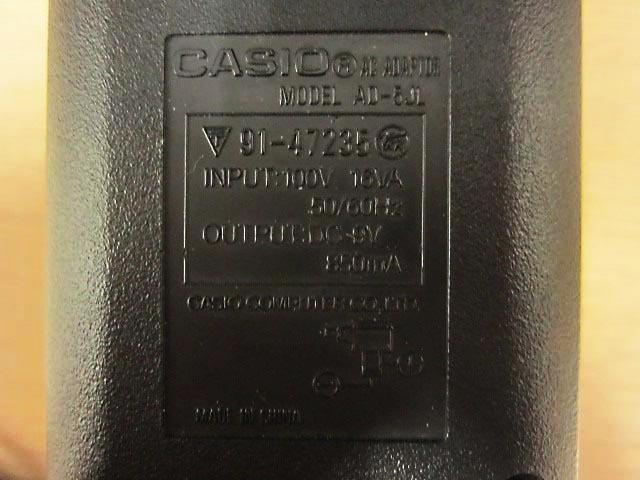 CASIO® AC ADAPTOR
MODEL AD-5JL
91-47235
INPUT:100V 16VA
50/60Hz
OUTPUT:DC 9V
850mA
CASIO COMPUTER CO.,LTD.
MADE IN CHINA